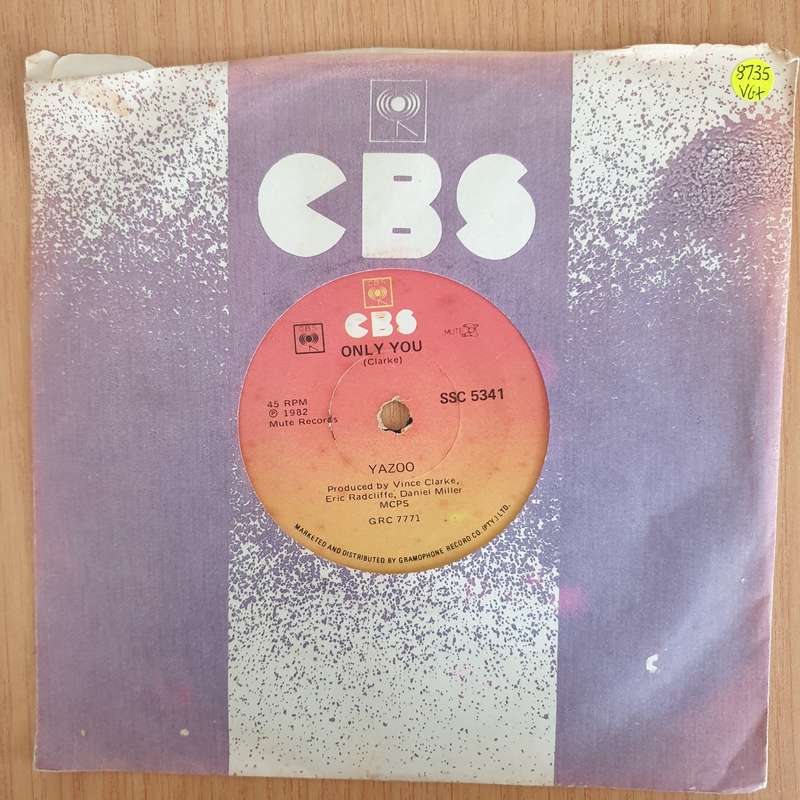 8735
VG+
CBS
CBS
CBS
MUTE
ONLY YOU
(Clarke)
45 RPM
℗ 1982
Mute Records
SSC 5341
YAZOO
Produced by Vince Clarke,
Eric Radcliffe, Daniel Miller
MCPS
GRC 7771
MARKETED AND DISTRIBUTED BY GRAMOPHONE RECORD CO. (PTY.) LTD.